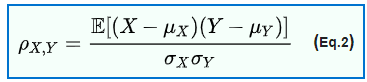 ρX,Y = 𝔼[(X − μX)(Y − μY)] / σXσY (Eq.2)